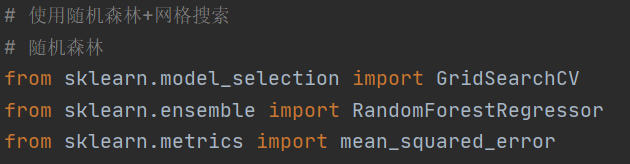 # 使用随机森林+网格搜索
# 随机森林
from sklearn.model_selection import GridSearchCV
from sklearn.ensemble import RandomForestRegressor
from sklearn.metrics import mean_squared_error